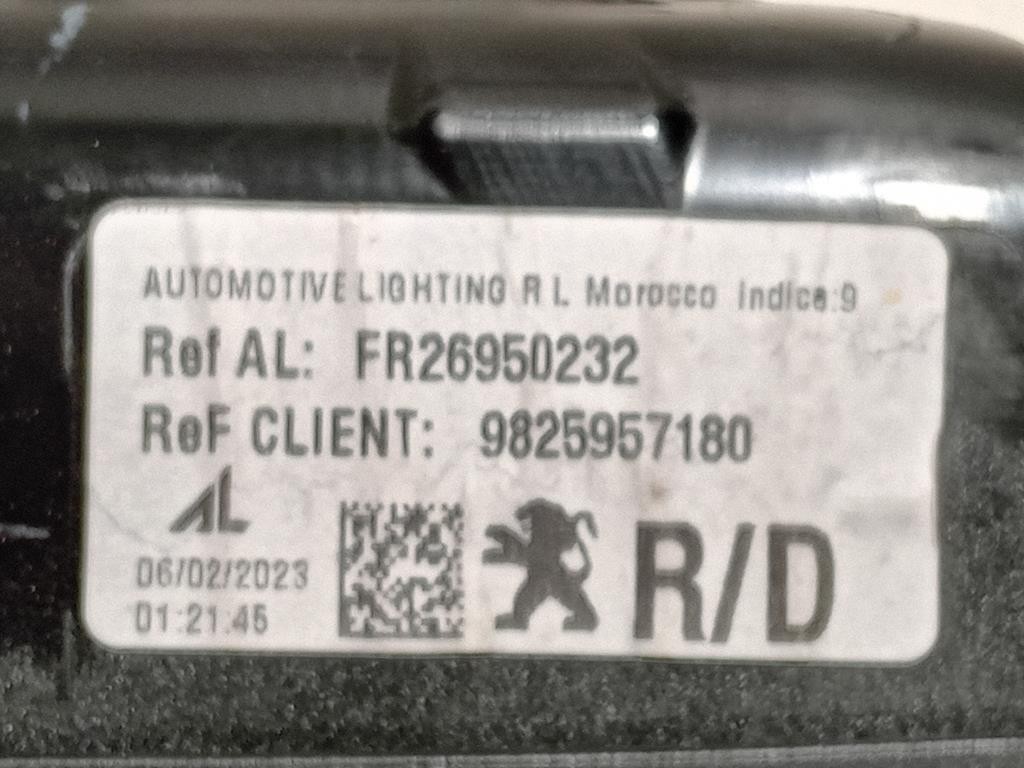 AUTOMOTIVE LIGHTING R L Morocco Indice:9
Ref AL: FR26950232
ReF CLIENT: 9825957180
AL
06/02/2023
01:21:45
R/D